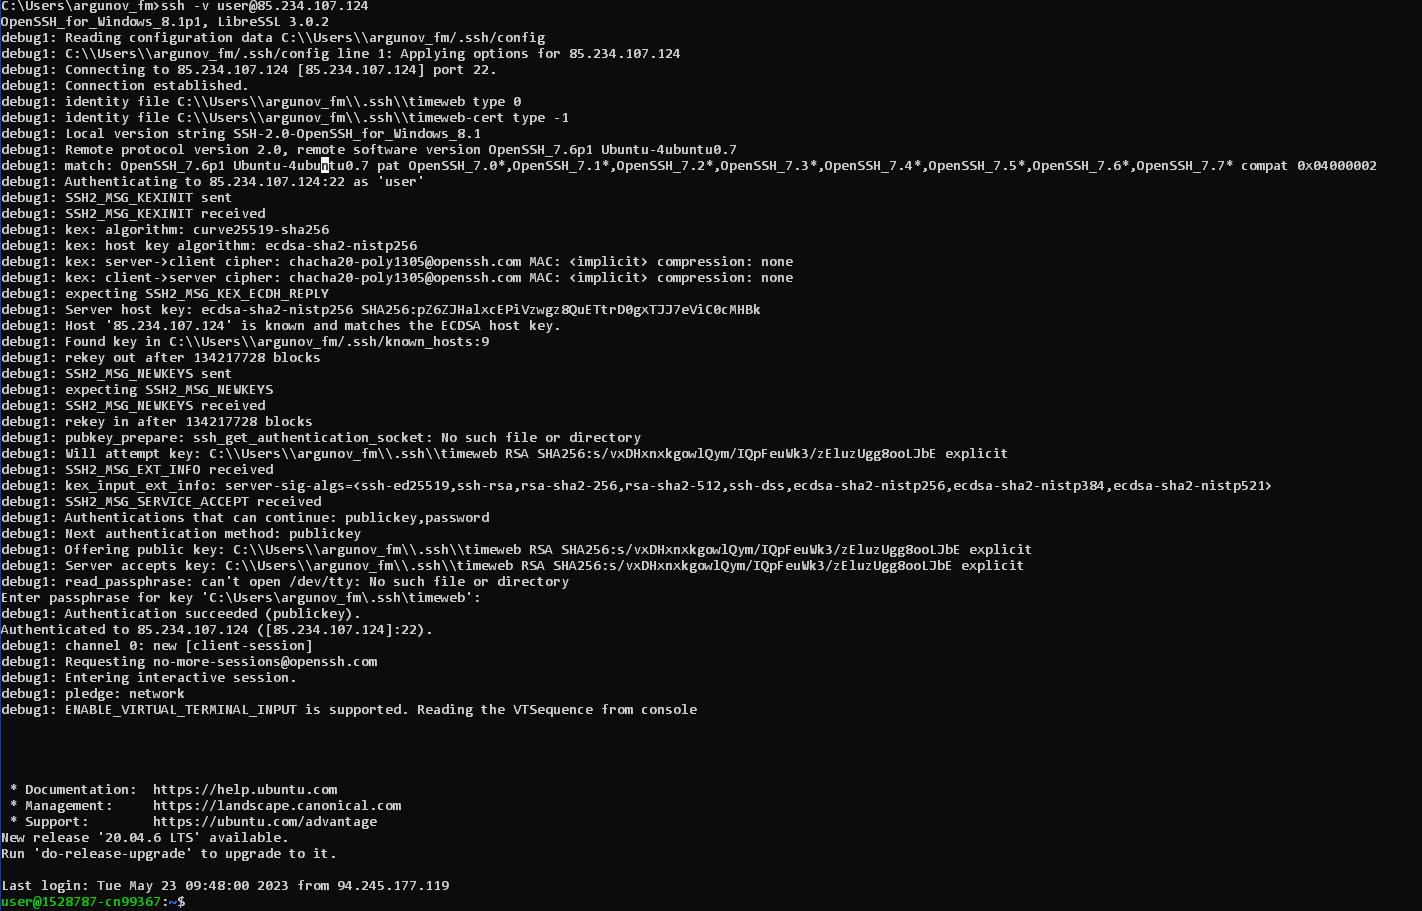 C:\Users\argunov_fm>ssh -v user@85.234.107.124
OpenSSH_for_Windows_8.1p1, LibreSSL 3.0.2
debug1: Reading configuration data C:\\Users\\argunov_fm/.ssh/config
debug1: C:\\Users\\argunov_fm/.ssh/config line 1: Applying options for 85.234.107.124
debug1: Connecting to 85.234.107.124 [85.234.107.124] port 22.
debug1: Connection established.
debug1: identity file C:\\Users\\argunov_fm\\.ssh\\timeweb type 0
debug1: identity file C:\\Users\\argunov_fm\\.ssh\\timeweb-cert type -1
debug1: Local version string SSH-2.0-OpenSSH_for_Windows_8.1
debug1: Remote protocol version 2.0, remote software version OpenSSH_7.6p1 Ubuntu-4ubuntu0.7
debug1: match: OpenSSH_7.6p1 Ubuntu-4ubuntu0.7 pat OpenSSH_7.0*,OpenSSH_7.1*,OpenSSH_7.2*,OpenSSH_7.3*,OpenSSH_7.4*,OpenSSH_7.5*,OpenSSH_7.6*,OpenSSH_7.7* compat 0x04000002
debug1: Authenticating to 85.234.107.124:22 as 'user'
debug1: SSH2_MSG_KEXINIT sent
debug1: SSH2_MSG_KEXINIT received
debug1: kex: algorithm: curve25519-sha256
debug1: kex: host key algorithm: ecdsa-sha2-nistp256
debug1: kex: server->client cipher: chacha20-poly1305@openssh.com MAC: <implicit> compression: none
debug1: kex: client->server cipher: chacha20-poly1305@openssh.com MAC: <implicit> compression: none
debug1: expecting SSH2_MSG_KEX_ECDH_REPLY
debug1: Server host key: ecdsa-sha2-nistp256 SHA256:pZ6ZJHalxcEPiVzwgz8QuETtrD0gxTJJ7eViC0cMHBk
debug1: Host '85.234.107.124' is known and matches the ECDSA host key.
debug1: Found key in C:\\Users\\argunov_fm/.ssh/known_hosts:9
debug1: rekey out after 134217728 blocks
debug1: SSH2_MSG_NEWKEYS sent
debug1: expecting SSH2_MSG_NEWKEYS
debug1: SSH2_MSG_NEWKEYS received
debug1: rekey in after 134217728 blocks
debug1: pubkey_prepare: ssh_get_authentication_socket: No such file or directory
debug1: Will attempt key: C:\\Users\\argunov_fm\\.ssh\\timeweb RSA SHA256:s/vxDHxnxkgowlQym/IQpFeuWk3/zEluzUgg8ooLJbE explicit
debug1: SSH2_MSG_EXT_INFO received
debug1: kex_input_ext_info: server-sig-algs=<ssh-ed25519,ssh-rsa,rsa-sha2-256,rsa-sha2-512,ssh-dss,ecdsa-sha2-nistp256,ecdsa-sha2-nistp384,ecdsa-sha2-nistp521>
debug1: SSH2_MSG_SERVICE_ACCEPT received
debug1: Authentications that can continue: publickey,password
debug1: Next authentication method: publickey
debug1: Offering public key: C:\\Users\\argunov_fm\\.ssh\\timeweb RSA SHA256:s/vxDHxnxkgowlQym/IQpFeuWk3/zEluzUgg8ooLJbE explicit
debug1: Server accepts key: C:\\Users\\argunov_fm\\.ssh\\timeweb RSA SHA256:s/vxDHxnxkgowlQym/IQpFeuWk3/zEluzUgg8ooLJbE explicit
debug1: read_passphrase: can't open /dev/tty: No such file or directory
Enter passphrase for key 'C:\Users\argunov_fm\.ssh\timeweb':
debug1: Authentication succeeded (publickey).
Authenticated to 85.234.107.124 ([85.234.107.124]:22).
debug1: channel 0: new [client-session]
debug1: Requesting no-more-sessions@openssh.com
debug1: Entering interactive session.
debug1: pledge: network
debug1: ENABLE_VIRTUAL_TERMINAL_INPUT is supported. Reading the VTSequence from console
* Documentation: https://help.ubuntu.com
* Management: https://landscape.canonical.com
* Support: https://ubuntu.com/advantage
New release '20.04.6 LTS' available.
Run 'do-release-upgrade' to upgrade to it.
Last login: Tue May 23 09:48:00 2023 from 94.245.177.119
user@1528787-cn99367:~$